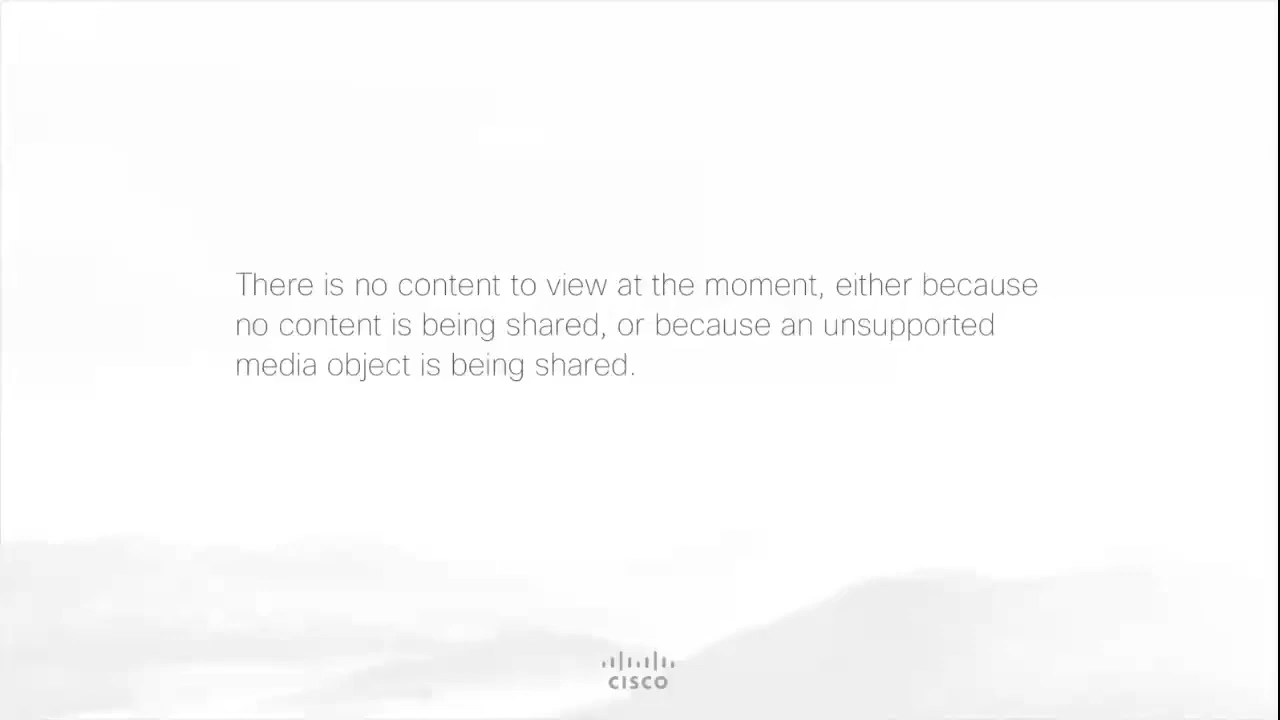 There is no content to view at the moment, either because
no content is being shared, or because an unsupported
media object is being shared.
CISCO